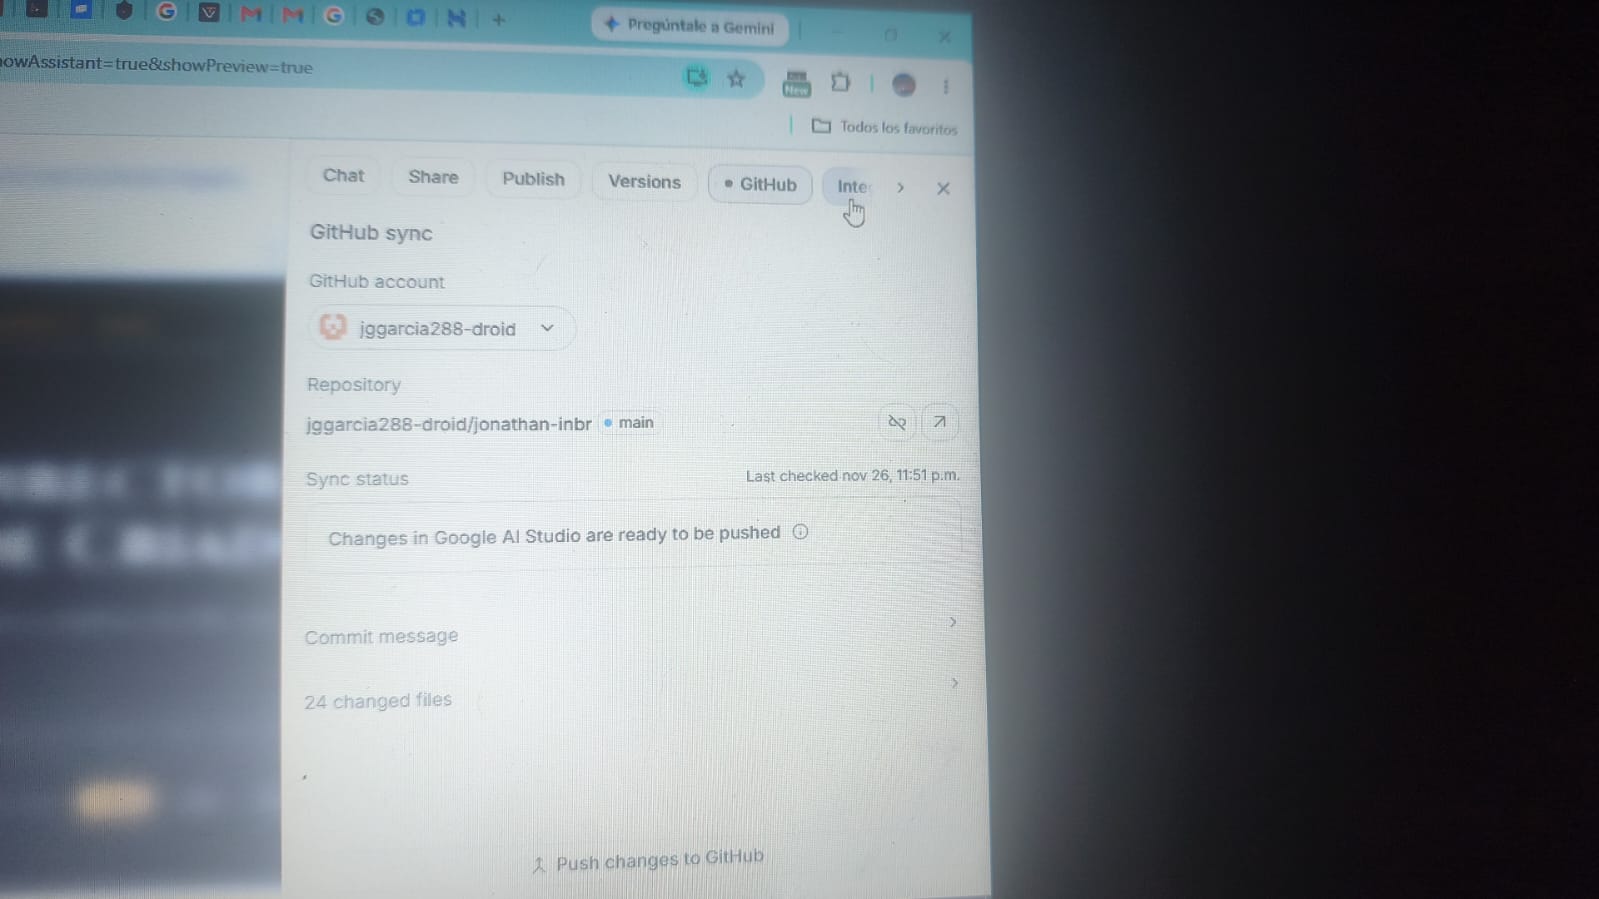 Pregúntale a Gemini
owAssistant=true&showPreview=true
New
Todos los favoritos
Chat
Share
Publish
Versions
GitHub
Inte
GitHub sync
GitHub account
jggarcia288-droid
Repository
jggarcia288-droid/jonathan-inbr
main
Sync status
Last checked nov 26, 11:51 p.m.
Changes in Google AI Studio are ready to be pushed
Commit message
24 changed files
Push changes to GitHub